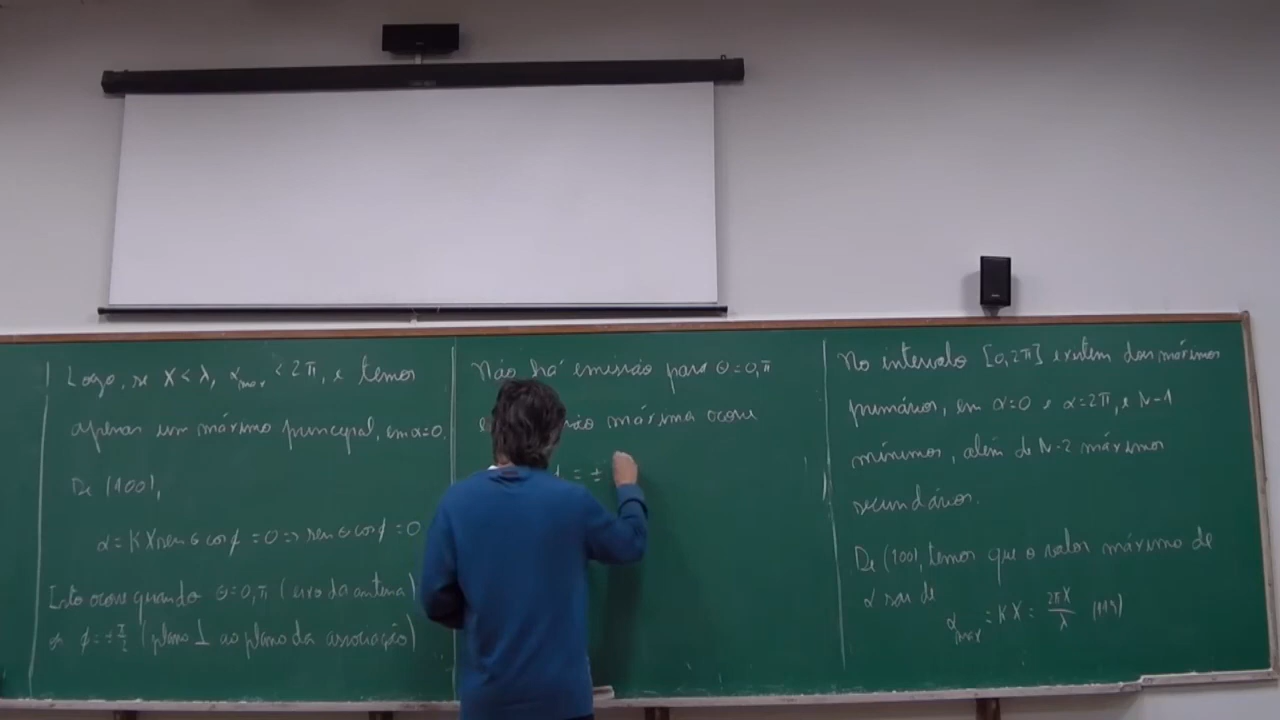 Logo, se X < λ, α_max < 2π, e temos
apenas um máximo principal, em α=0.
De (100),
α = KX sen θ cos φ = 0 => sen θ cos φ = 0
Isto ocorre quando θ=0, π (eixo da antena)
ou φ = ± π/2 (plano ⊥ ao plano da associação)
Não há emissão para θ=0, π
máxima ocorre
= ±
No intervalo [0,2π] existem dois máximos
primários, em α=0 e α=2π, e N-1
mínimos, além de N-2 máximos
secundários.
De (100), temos que o valor máximo de
α será de
α_max = KX = 2πX/λ (119)